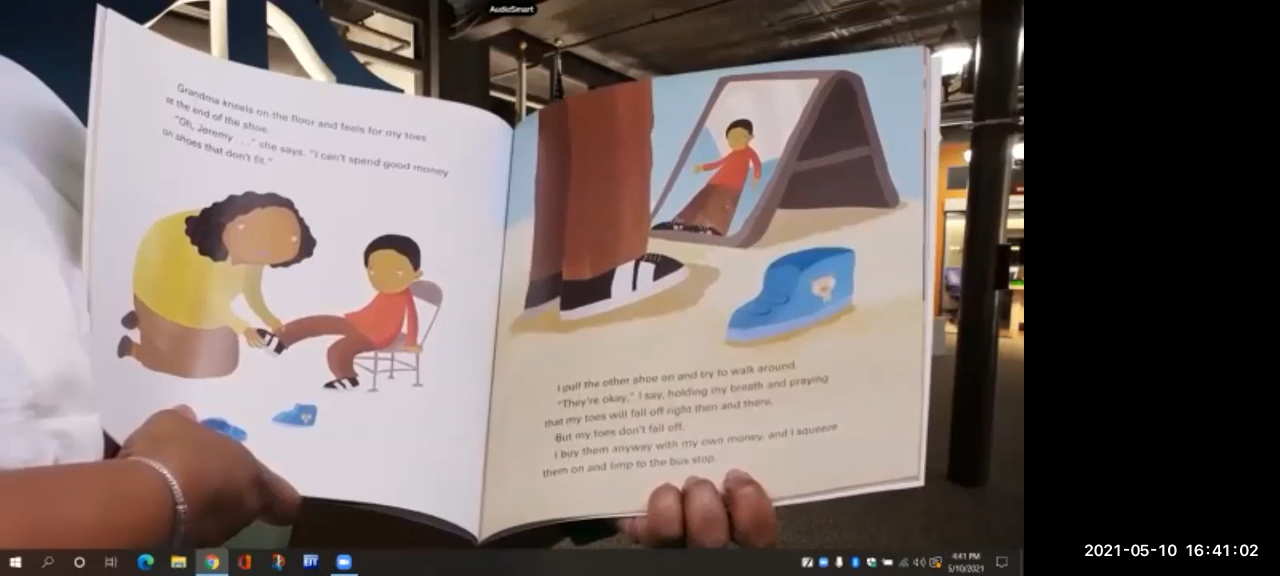 AudioSmart
Grandma kneels on the floor and feels for my toes
at the end of the shoe.
"Oh, Jeremy . . ." she says. "I can't spend good money
on shoes that don't fit."
I pull the other shoe on and try to walk around.
"They're okay," I say, holding my breath and praying
that my toes will fall off right then and there.
But my toes don't fall off.
I buy them anyway with my own money, and I squeeze
them on and limp to the bus stop.
EIT
4:41 PM
5/10/2021
2021-05-10 16:41:02